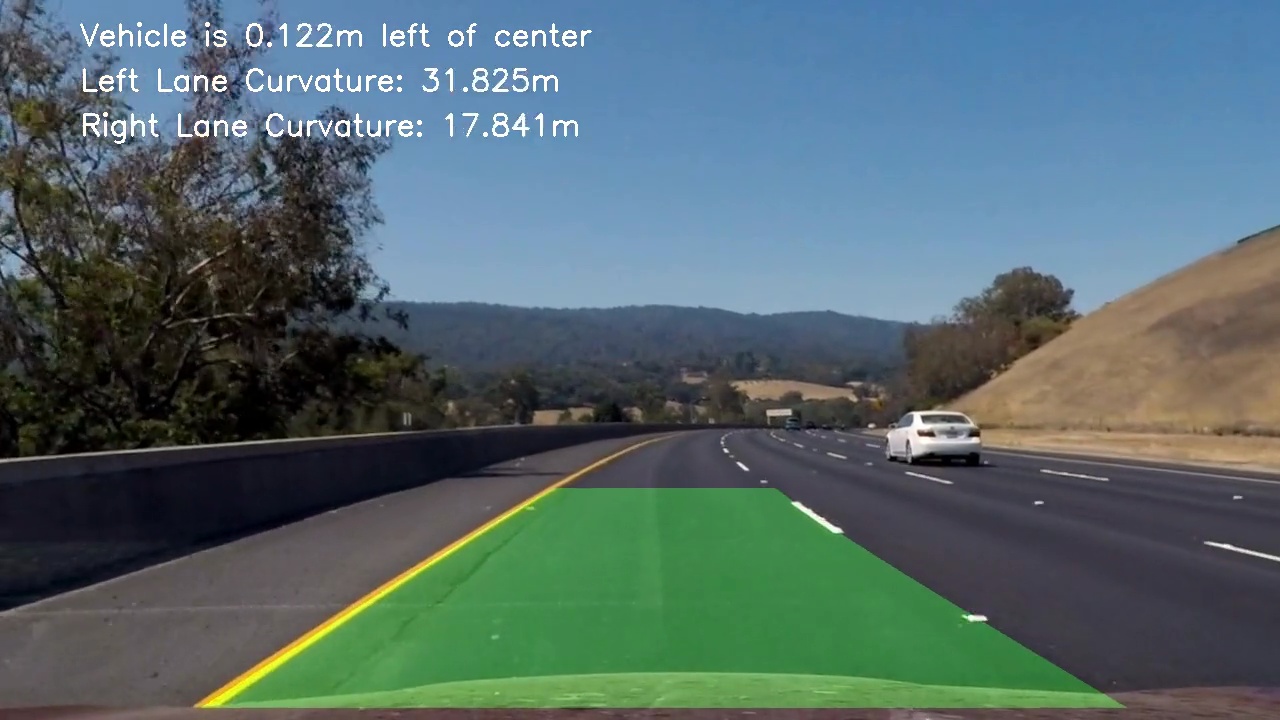 Vehicle is 0.122m left of center
Left Lane Curvature: 31.825m
Right Lane Curvature: 17.841m